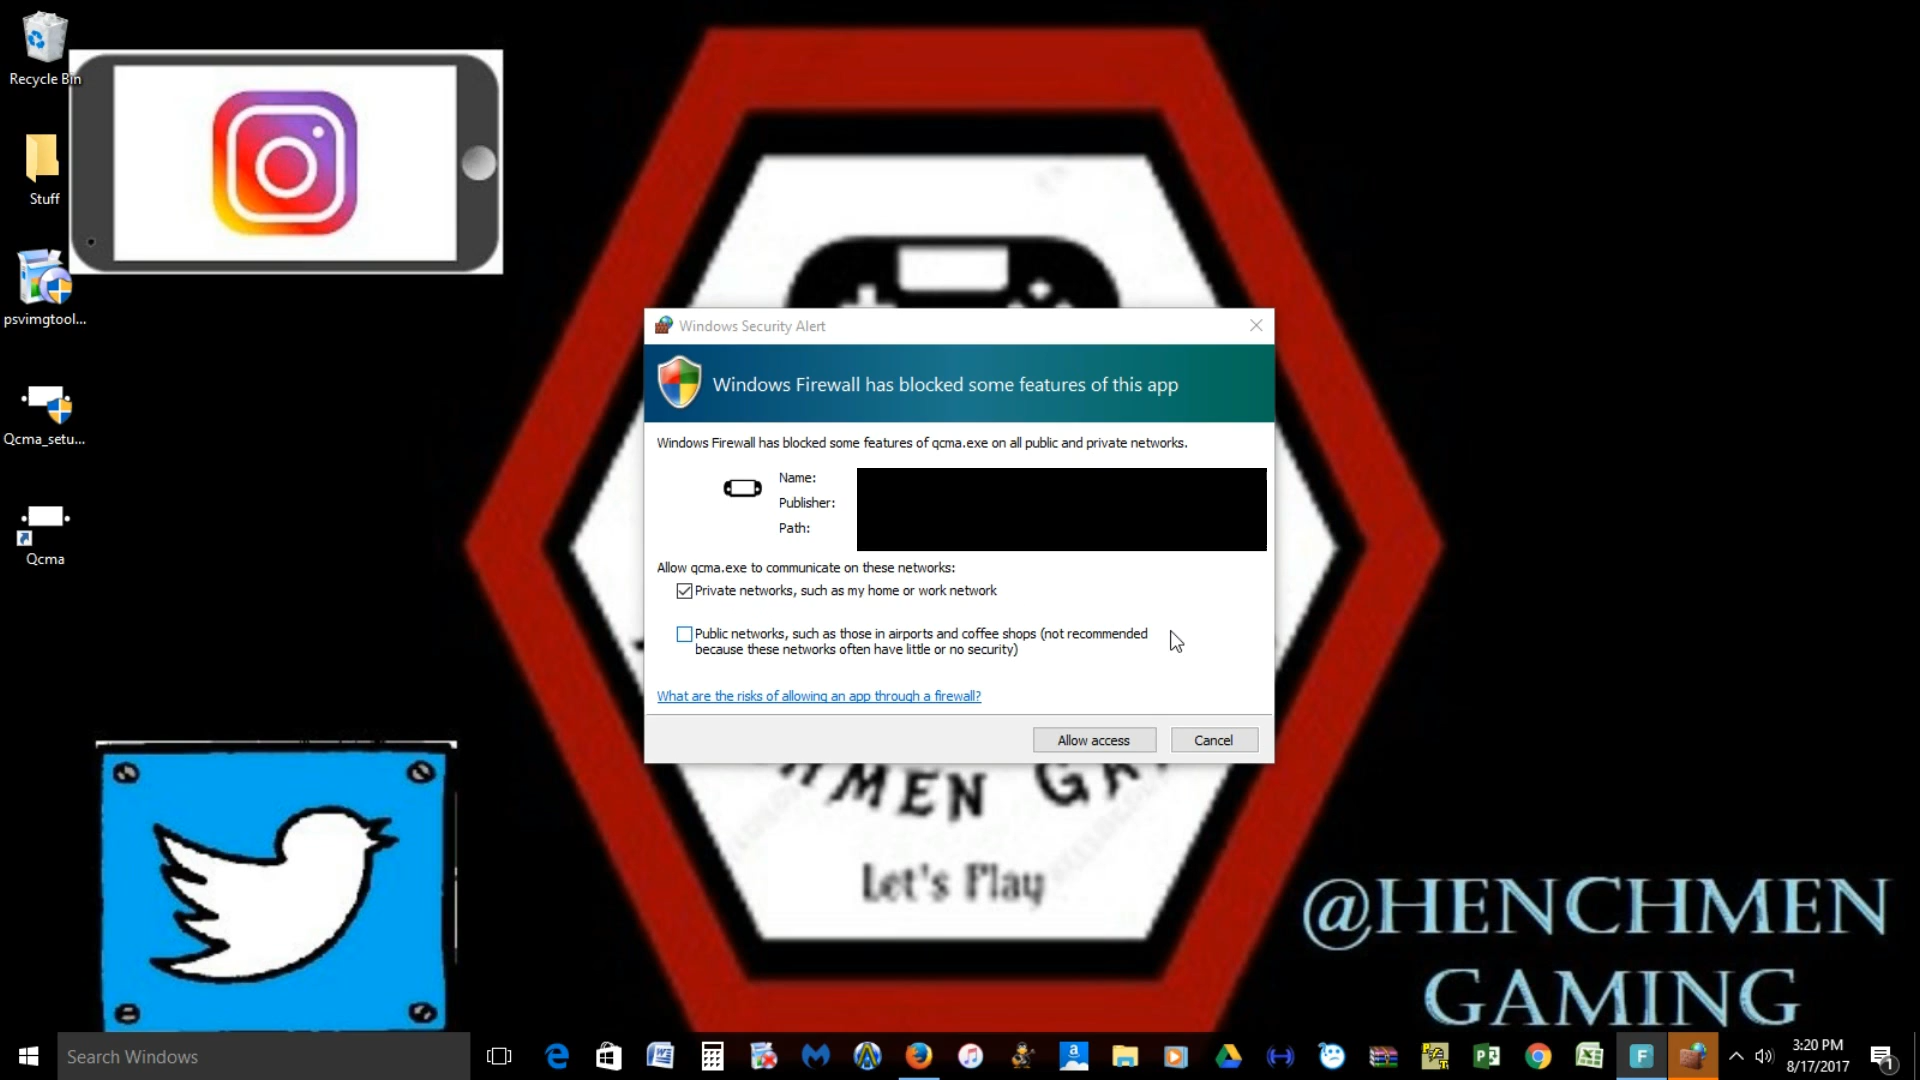 Recycle Bin
Stuff
psvimgtool...
Qcma_setu...
Qcma
Windows Security Alert
Windows Firewall has blocked some features of this app
Windows Firewall has blocked some features of qcma.exe on all public and private networks.
Name:
Publisher:
Path:
Allow qcma.exe to communicate on these networks:
Private networks, such as my home or work network
Public networks, such as those in airports and coffee shops (not recommended
because these networks often have little or no security)
What are the risks of allowing an app through a firewall?
Allow access
Cancel
Let's Play
@HENCHMEN
GAMING
Search Windows
3:20 PM
8/17/2017